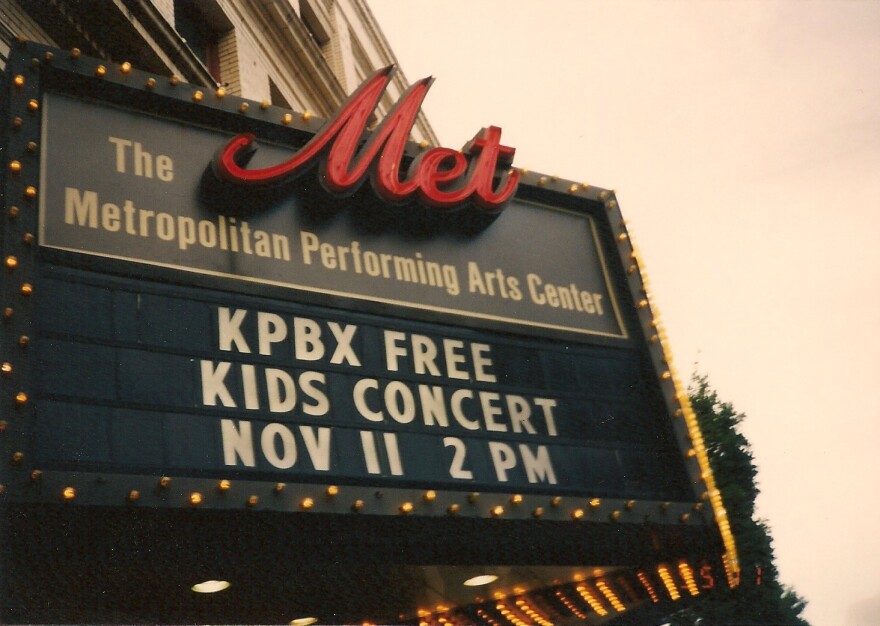 Met
The
Metropolitan Performing Arts Center
KPBX FREE
KIDS CONCERT
NOV 11 2 PM